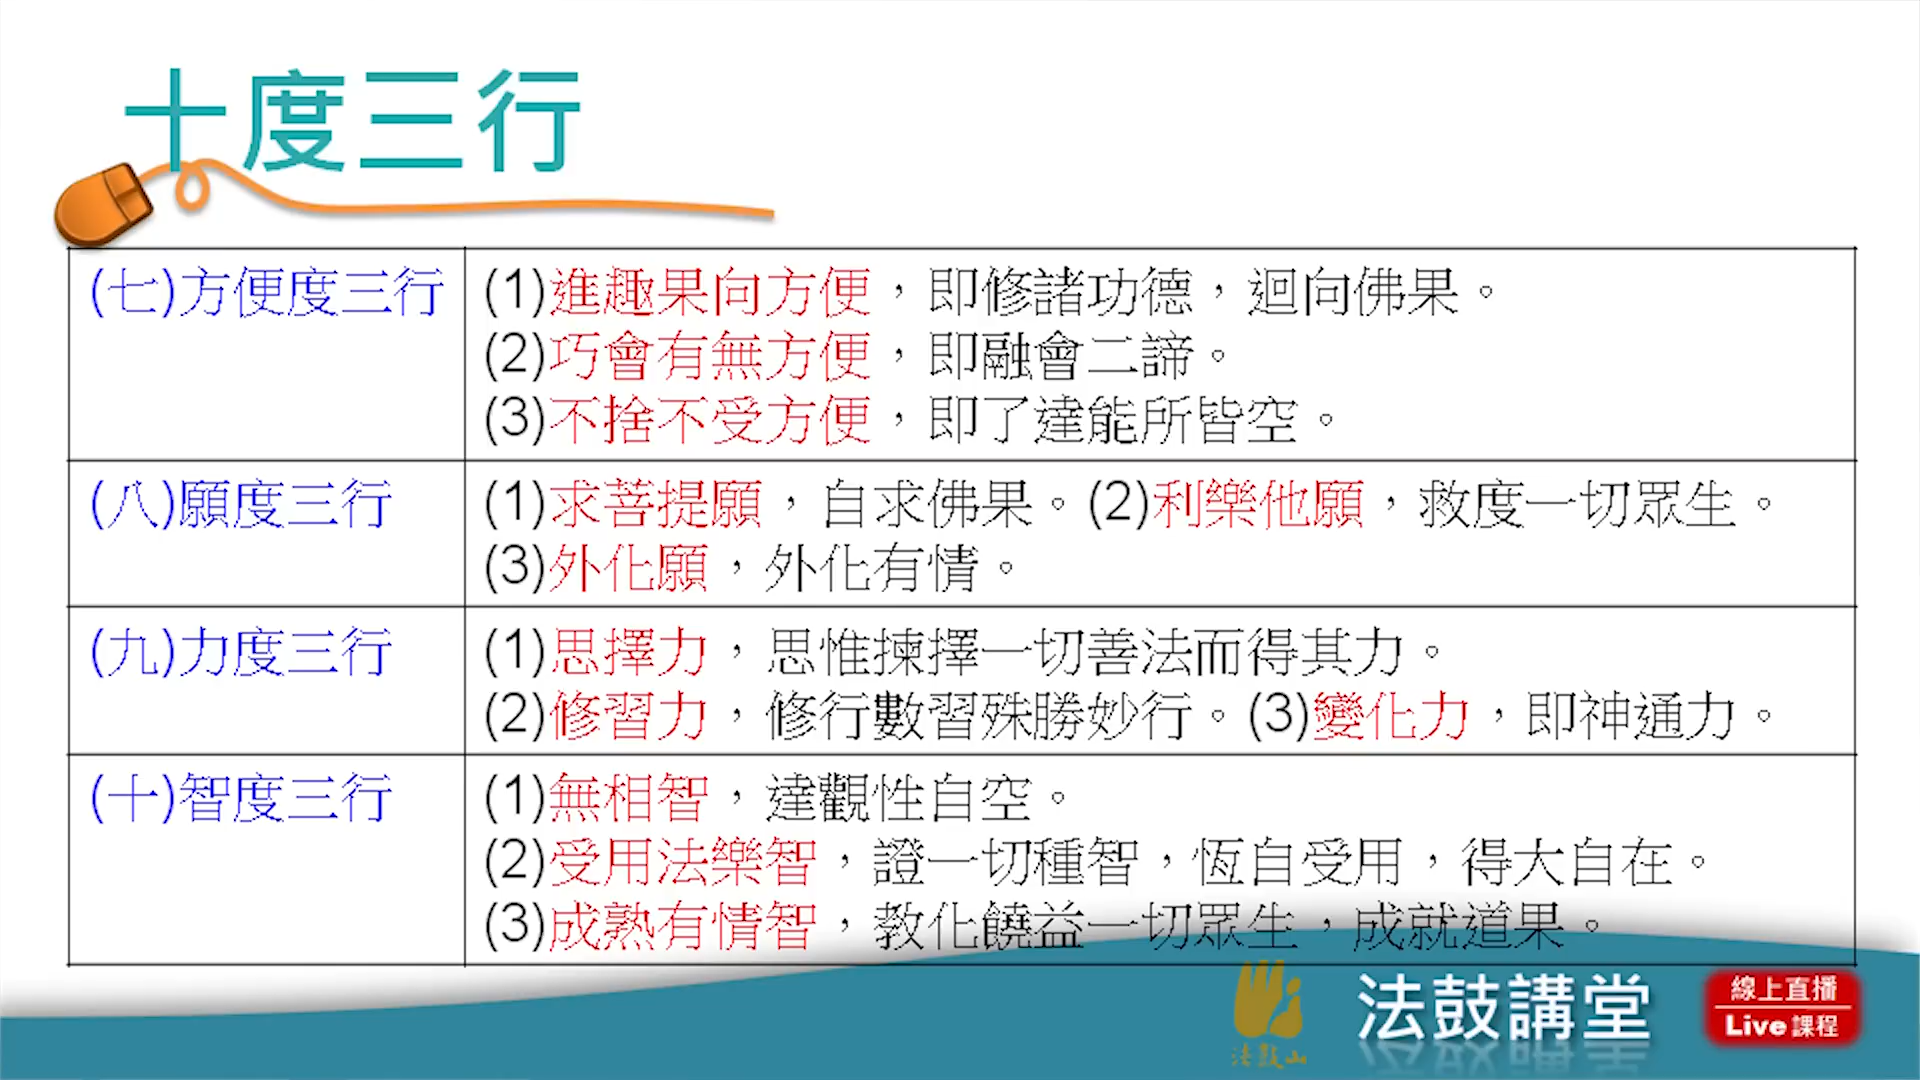 十度三行
(七)方便度三行
(1)進趣果向方便，即修諸功德，迴向佛果。
(2)巧會有無方便，即融會二諦。
(3)不捨不受方便，即了達能所皆空。
(八)願度三行
(1)求菩提願，自求佛果。(2)利樂他願，救度一切眾生。
(3)外化願，外化有情。
(九)力度三行
(1)思擇力，思惟揀擇一切善法而得其力。
(2)修習力，修行數習殊勝妙行。(3)變化力，即神通力。
(十)智度三行
(1)無相智，達觀性自空。
(2)受用法樂智，證一切種智，恆自受用，得大自在。
(3)成熟有情智，教化饒益一切眾生，成就道果。
法鼓山
法鼓講堂
線上直播
Live課程